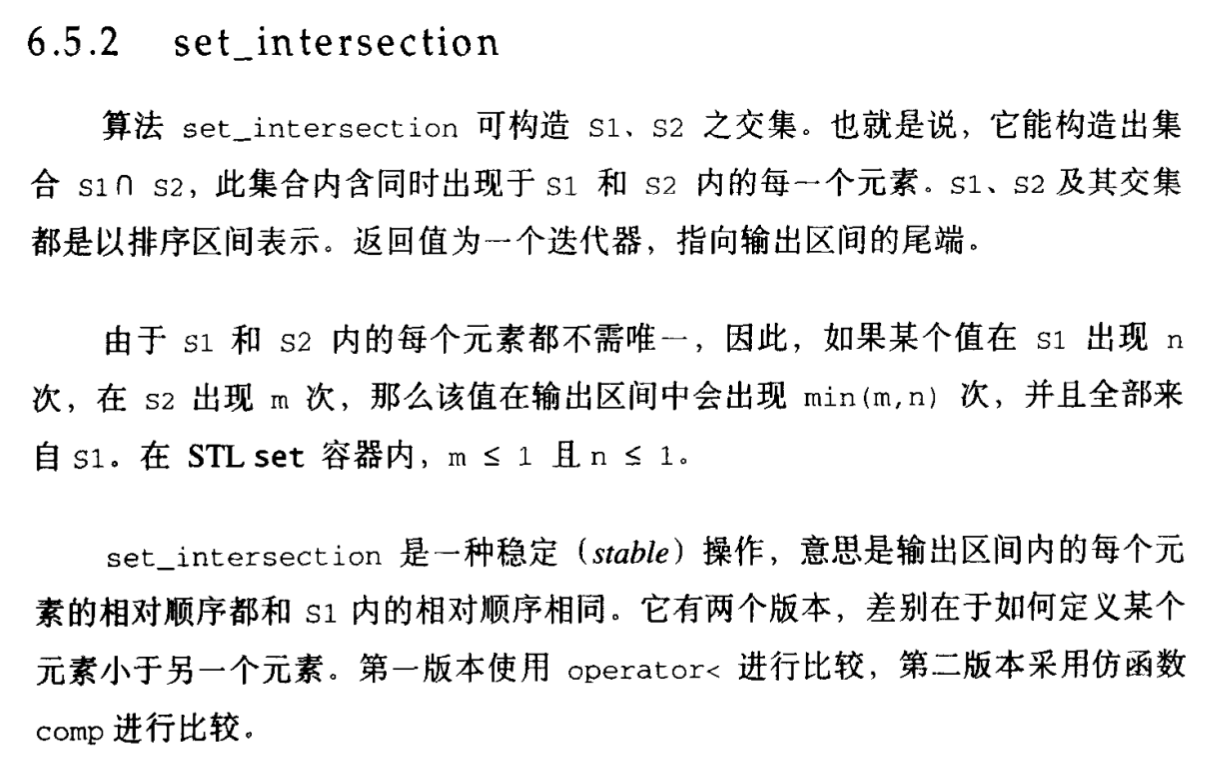 6.5.2 set_intersection
算法 set_intersection 可构造 S1、S2 之交集。也就是说，它能构造出集
合 S1∩ S2，此集合内含同时出现于 S1 和 S2 内的每一个元素。S1、S2 及其交集
都是以排序区间表示。返回值为一个迭代器，指向输出区间的尾端。
由于 S1 和 S2 内的每个元素都不需唯一，因此，如果某个值在 S1 出现 n
次，在 S2 出现 m 次，那么该值在输出区间中会出现 min(m,n) 次，并且全部来
自 S1。在 STL set 容器内，m ≤ 1 且 n ≤ 1。
set_intersection 是一种稳定（stable）操作，意思是输出区间内的每个元
素的相对顺序都和 S1 内的相对顺序相同。它有两个版本，差别在于如何定义某个
元素小于另一个元素。第一版本使用 operator< 进行比较，第二版本采用仿函数
comp 进行比较。